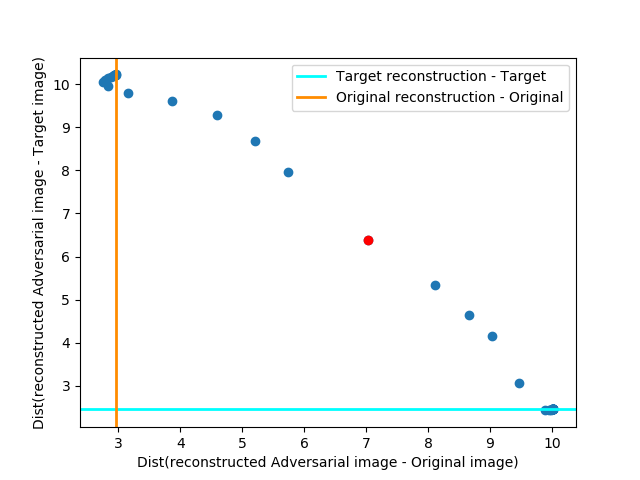 Target reconstruction - Target
Original reconstruction - Original
Dist(reconstructed Adversarial image - Target image)
10
9
8
7
6
5
4
3
3 4 5 6 7 8 9 10
Dist(reconstructed Adversarial image - Original image)